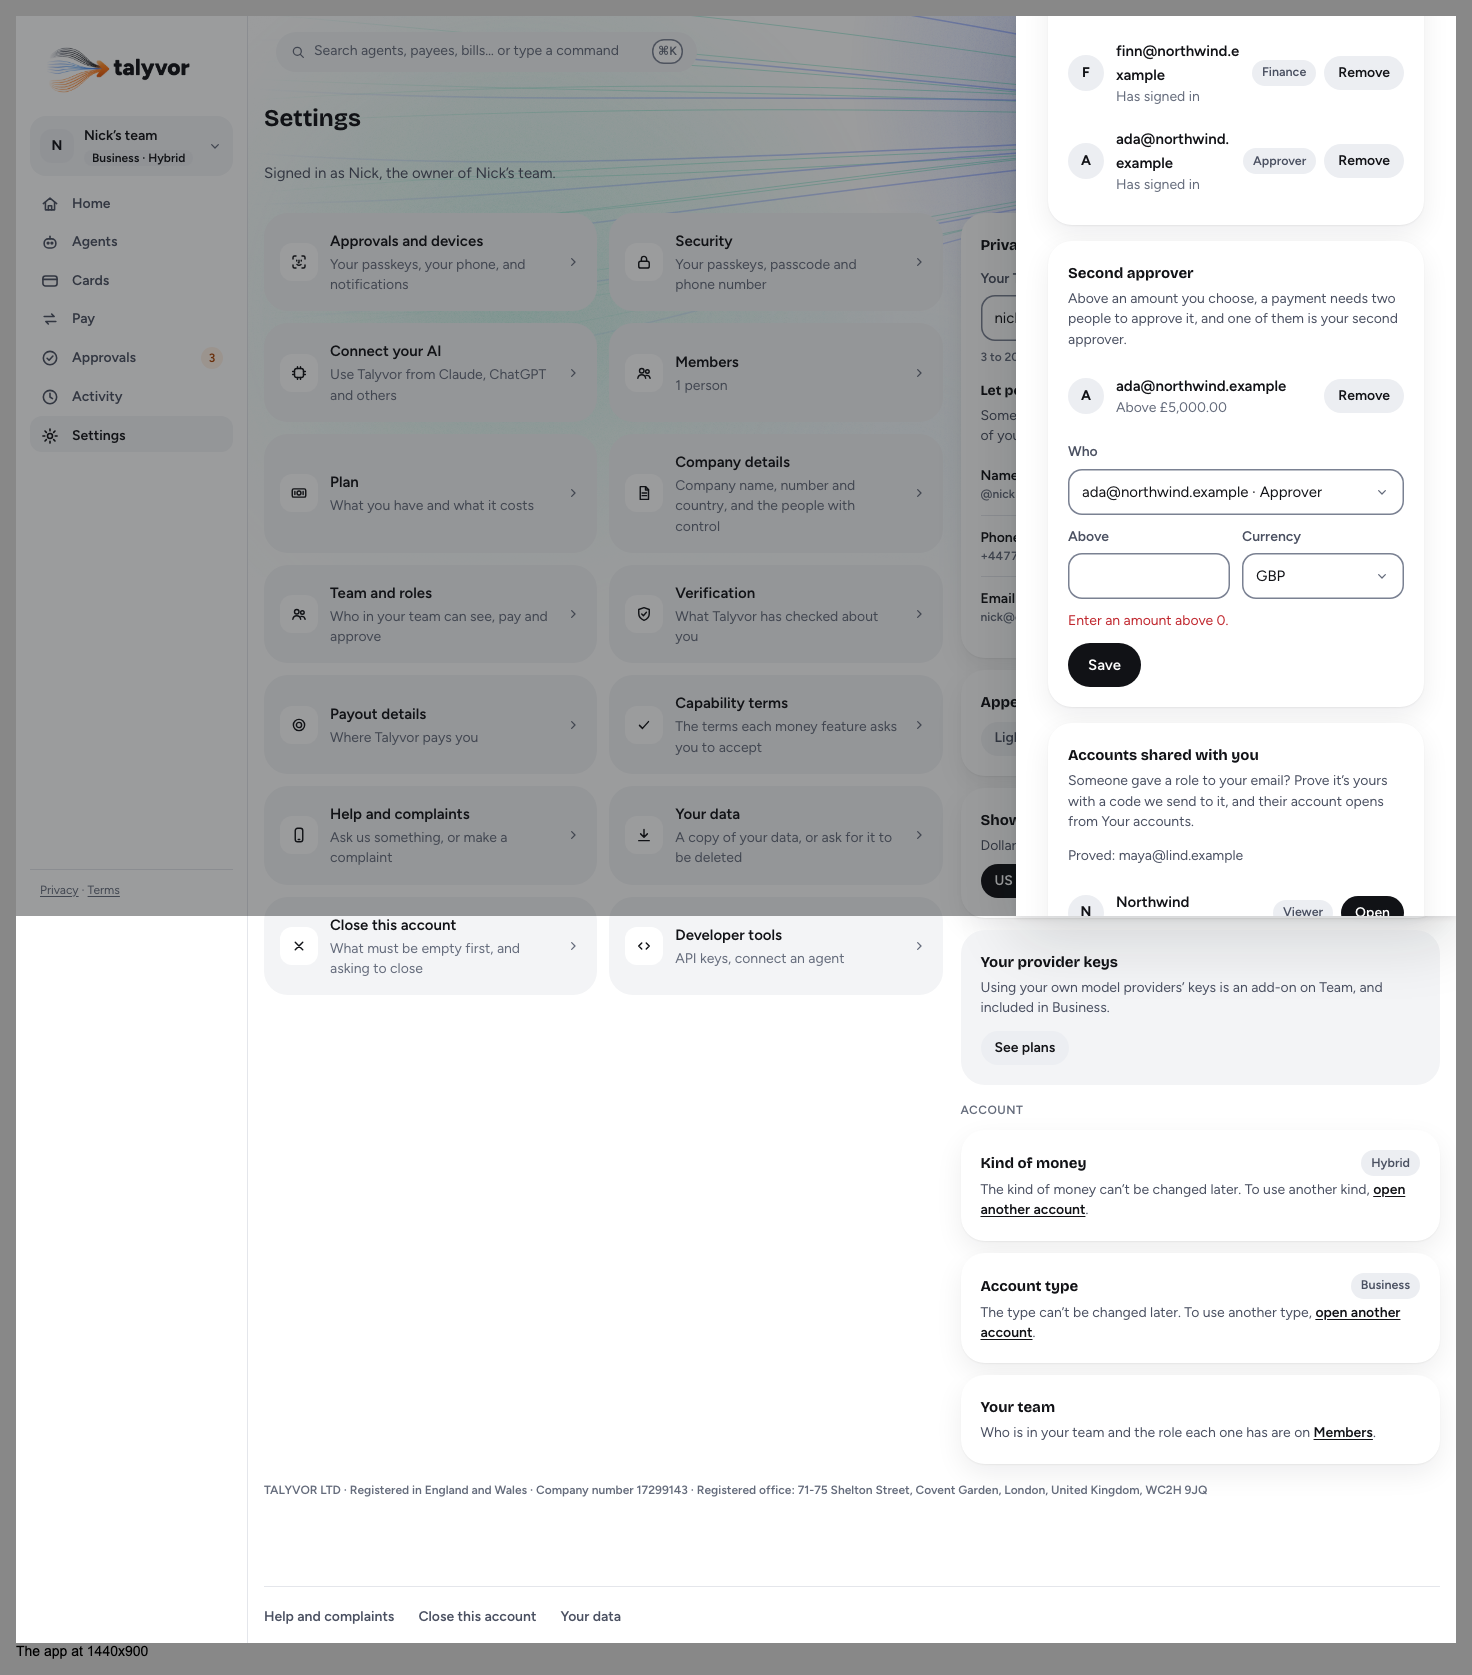 talyvor
N
Nick’s team
Business · Hybrid
Home
Agents
Cards
Pay
Approvals
3
Activity
Settings
Privacy · Terms
Search agents, payees, bills... or type a command
⌘K
Settings
Signed in as Nick, the owner of Nick’s team.
Approvals and devices
Your passkeys, your phone, and
notifications
Security
Your passkeys, passcode and
phone number
Connect your AI
Use Talyvor from Claude, ChatGPT
and others
Members
1 person
Plan
What you have and what it costs
Company details
Company name, number and
country, and the people with
control
Team and roles
Who in your team can see, pay and
approve
Verification
What Talyvor has checked about
you
Payout details
Where Talyvor pays you
Capability terms
The terms each money feature asks
you to accept
Help and complaints
Ask us something, or make a
complaint
Your data
A copy of your data, or ask for it to
be deleted
Close this account
What must be empty first, and
asking to close
Developer tools
API keys, connect an agent
Your
3 to 20
Some
of you
Name
@nick
Phone
+4477
Email
nick@
Show
Dollar
US
F
finn@northwind.e
xample
Has signed in
Finance
Remove
A
ada@northwind.
example
Has signed in
Approver
Remove
Second approver
Above an amount you choose, a payment needs two
people to approve it, and one of them is your second
approver.
A
ada@northwind.example
Above £5,000.00
Remove
Who
ada@northwind.example · Approver
Above
Currency
GBP
Enter an amount above 0.
Save
Accounts shared with you
Someone gave a role to your email? Prove it’s yours
with a code we send to it, and their account opens
from Your accounts.
Proved: maya@lind.example
N
Northwind
Viewer
Open
Your provider keys
Using your own model providers’ keys is an add-on on Team, and
included in Business.
See plans
ACCOUNT
Kind of money
Hybrid
The kind of money can’t be changed later. To use another kind, open
another account.
Account type
Business
The type can’t be changed later. To use another type, open another
account.
Your team
Who is in your team and the role each one has are on Members.
TALYVOR LTD · Registered in England and Wales · Company number 17299143 · Registered office: 71-75 Shelton Street, Covent Garden, London, United Kingdom, WC2H 9JQ
Help and complaints
Close this account
Your data
The app at 1440x900